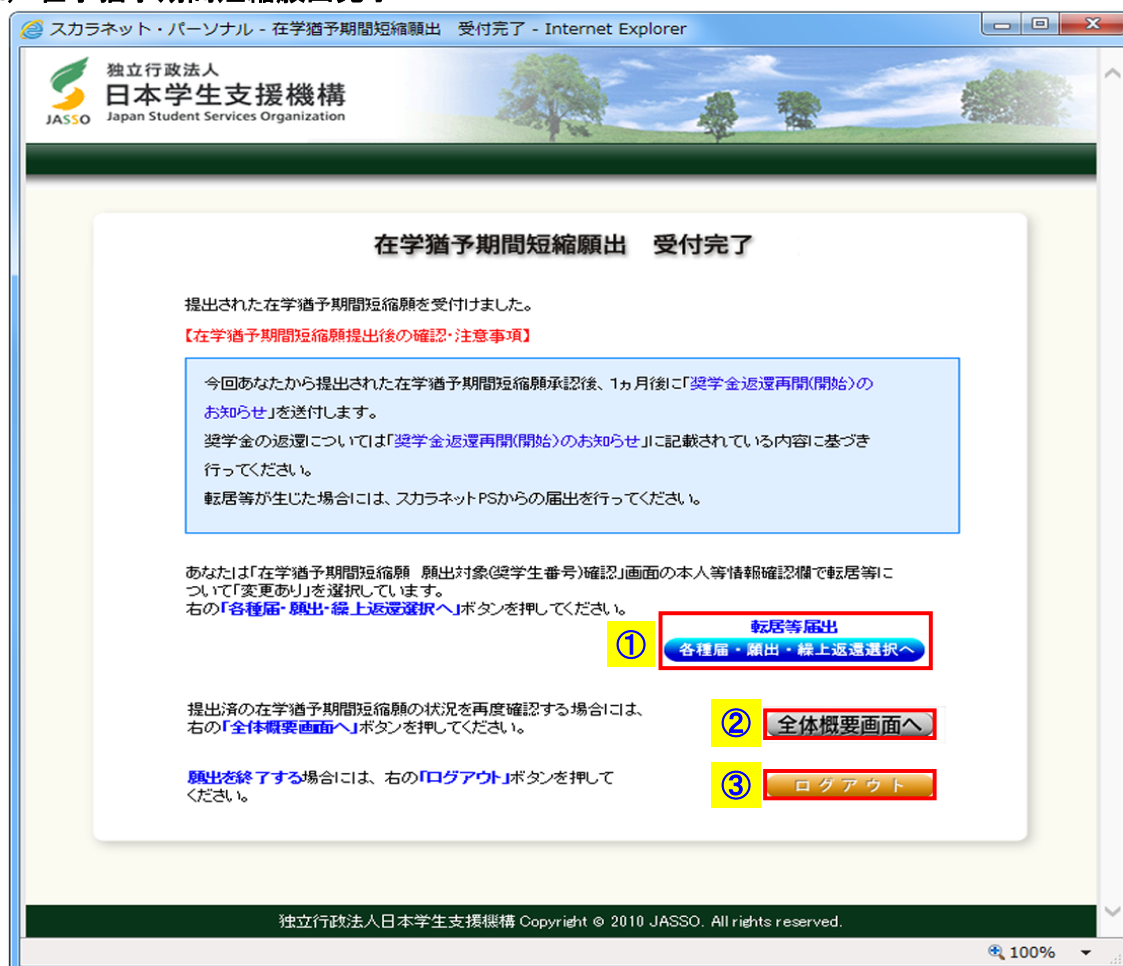 スカラネット・パーソナル - 在学猶予期間短縮願出　受付完了 - Internet Explorer
独立行政法人
日本学生支援機構
JASSO Japan Student Services Organization
在学猶予期間短縮願出　受付完了
提出された在学猶予期間短縮願を受付けました。
【在学猶予期間短縮願提出後の確認・注意事項】
今回あなたから提出された在学猶予期間短縮願承認後、1ヵ月後に「奨学金返還再開(開始)の
お知らせ」を送付します。
奨学金の返還については「奨学金返還再開(開始)のお知らせ」に記載されている内容に基づき
行ってください。
転居等が生じた場合には、スカラネットPSからの届出を行ってください。
あなたは「在学猶予期間短縮願　願出対象(奨学生番号)確認」画面の本人等情報確認欄で転居等に
ついて「変更あり」を選択しています。
右の「各種届・願出・繰上返還選択へ」ボタンを押してください。
転居等届出
① 各種届・願出・繰上返還選択へ
提出済の在学猶予期間短縮願の状況を再度確認する場合には、
右の「全体概要画面へ」ボタンを押してください。
② 全体概要画面へ
願出を終了する場合には、右の「ログアウト」ボタンを押して
ください。
③ ログアウト
独立行政法人日本学生支援機構 Copyright © 2010 JASSO. All rights reserved.
100%